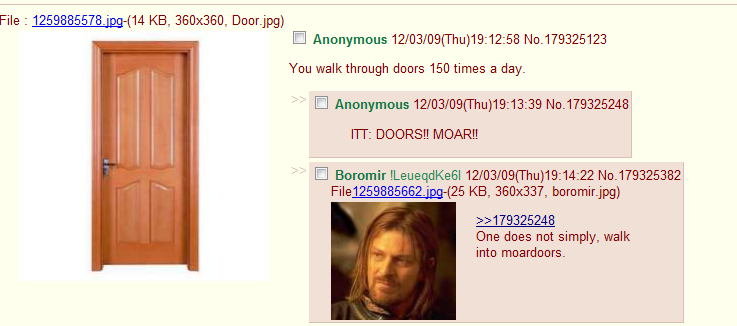 File : 1259885578.jpg-(14 KB, 360x360, Door.jpg)
Anonymous 12/03/09(Thu)19:12:58 No.179325123
You walk through doors 150 times a day.
>> Anonymous 12/03/09(Thu)19:13:39 No.179325248
ITT: DOORS!! MOAR!!
>> Boromir !LeueqdKe6I 12/03/09(Thu)19:14:22 No.179325382
File1259885662.jpg-(25 KB, 360x337, boromir.jpg)
>>179325248
One does not simply, walk
into moardoors.